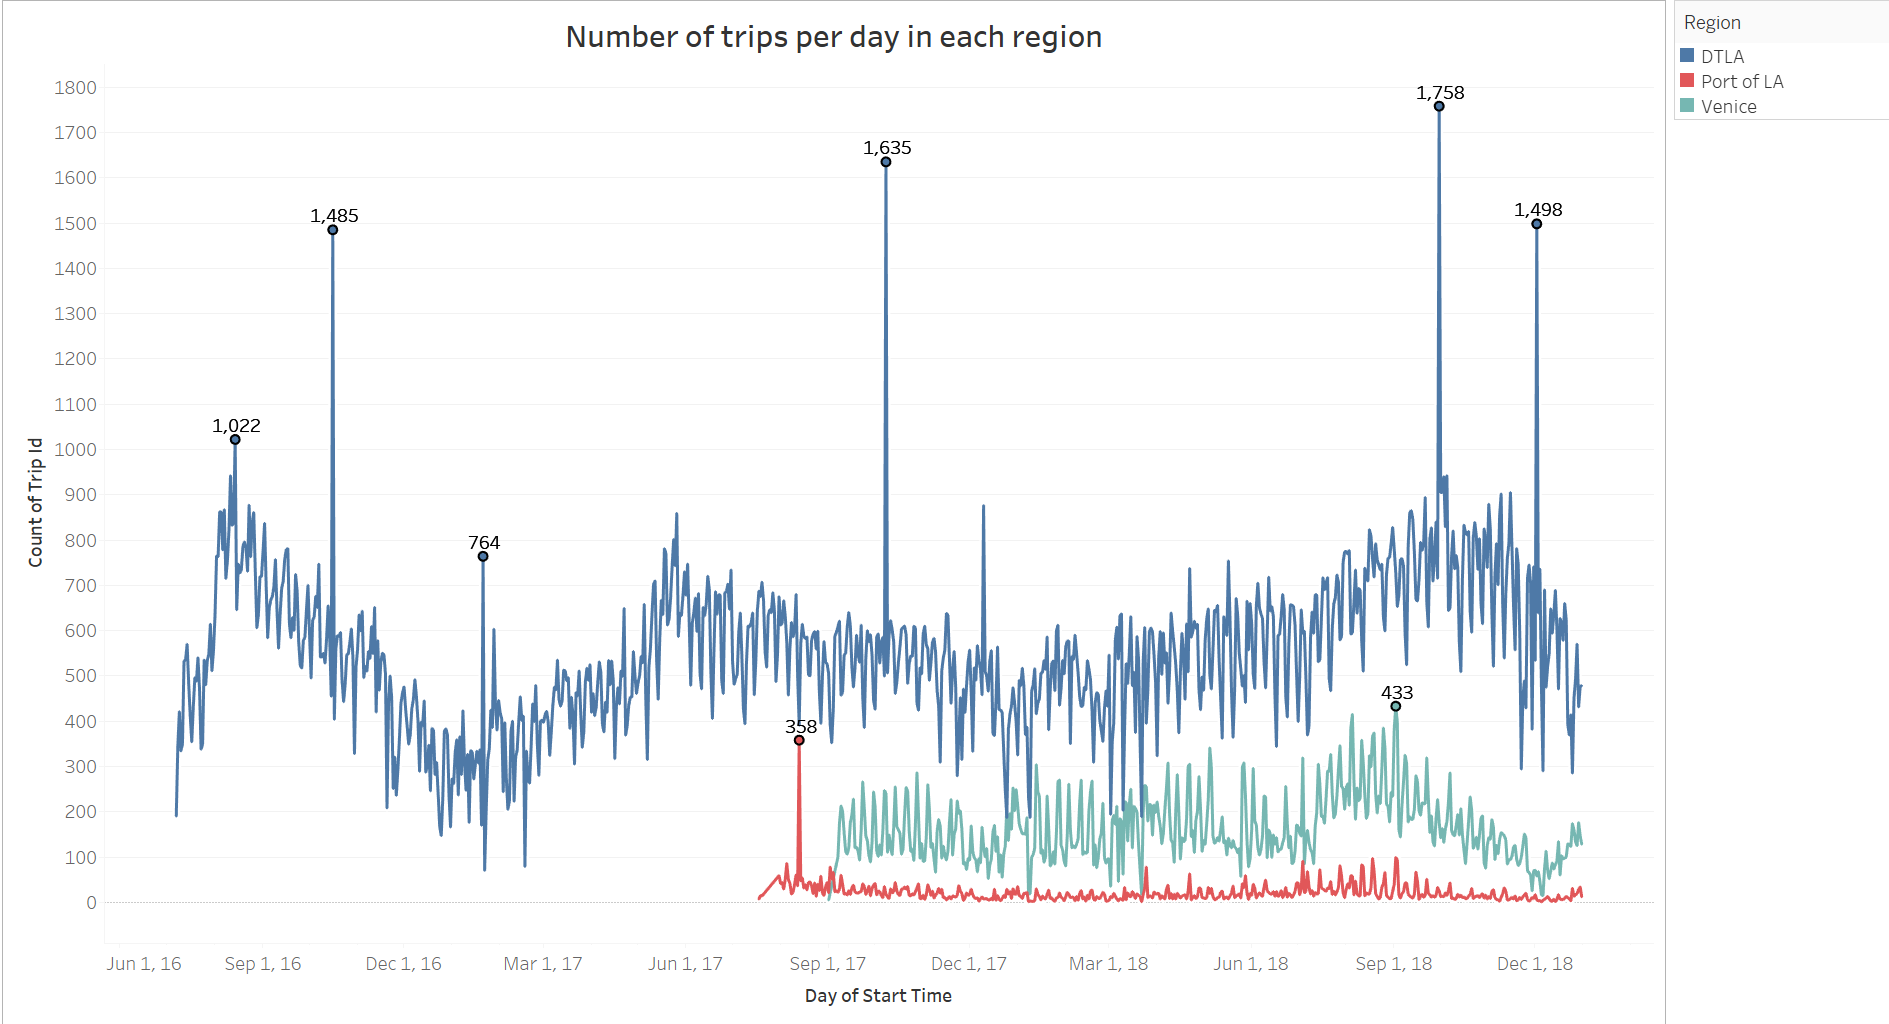 Number of trips per day in each region
Region
DTLA
Port of LA
Venice
Count of Trip Id
1800
1700
1600
1500
1400
1300
1200
1100
1000
900
800
700
600
500
400
300
200
100
0
1,022
1,485
764
358
1,635
433
1,758
1,498
Jun 1, 16
Sep 1, 16
Dec 1, 16
Mar 1, 17
Jun 1, 17
Sep 1, 17
Dec 1, 17
Mar 1, 18
Jun 1, 18
Sep 1, 18
Dec 1, 18
Day of Start Time